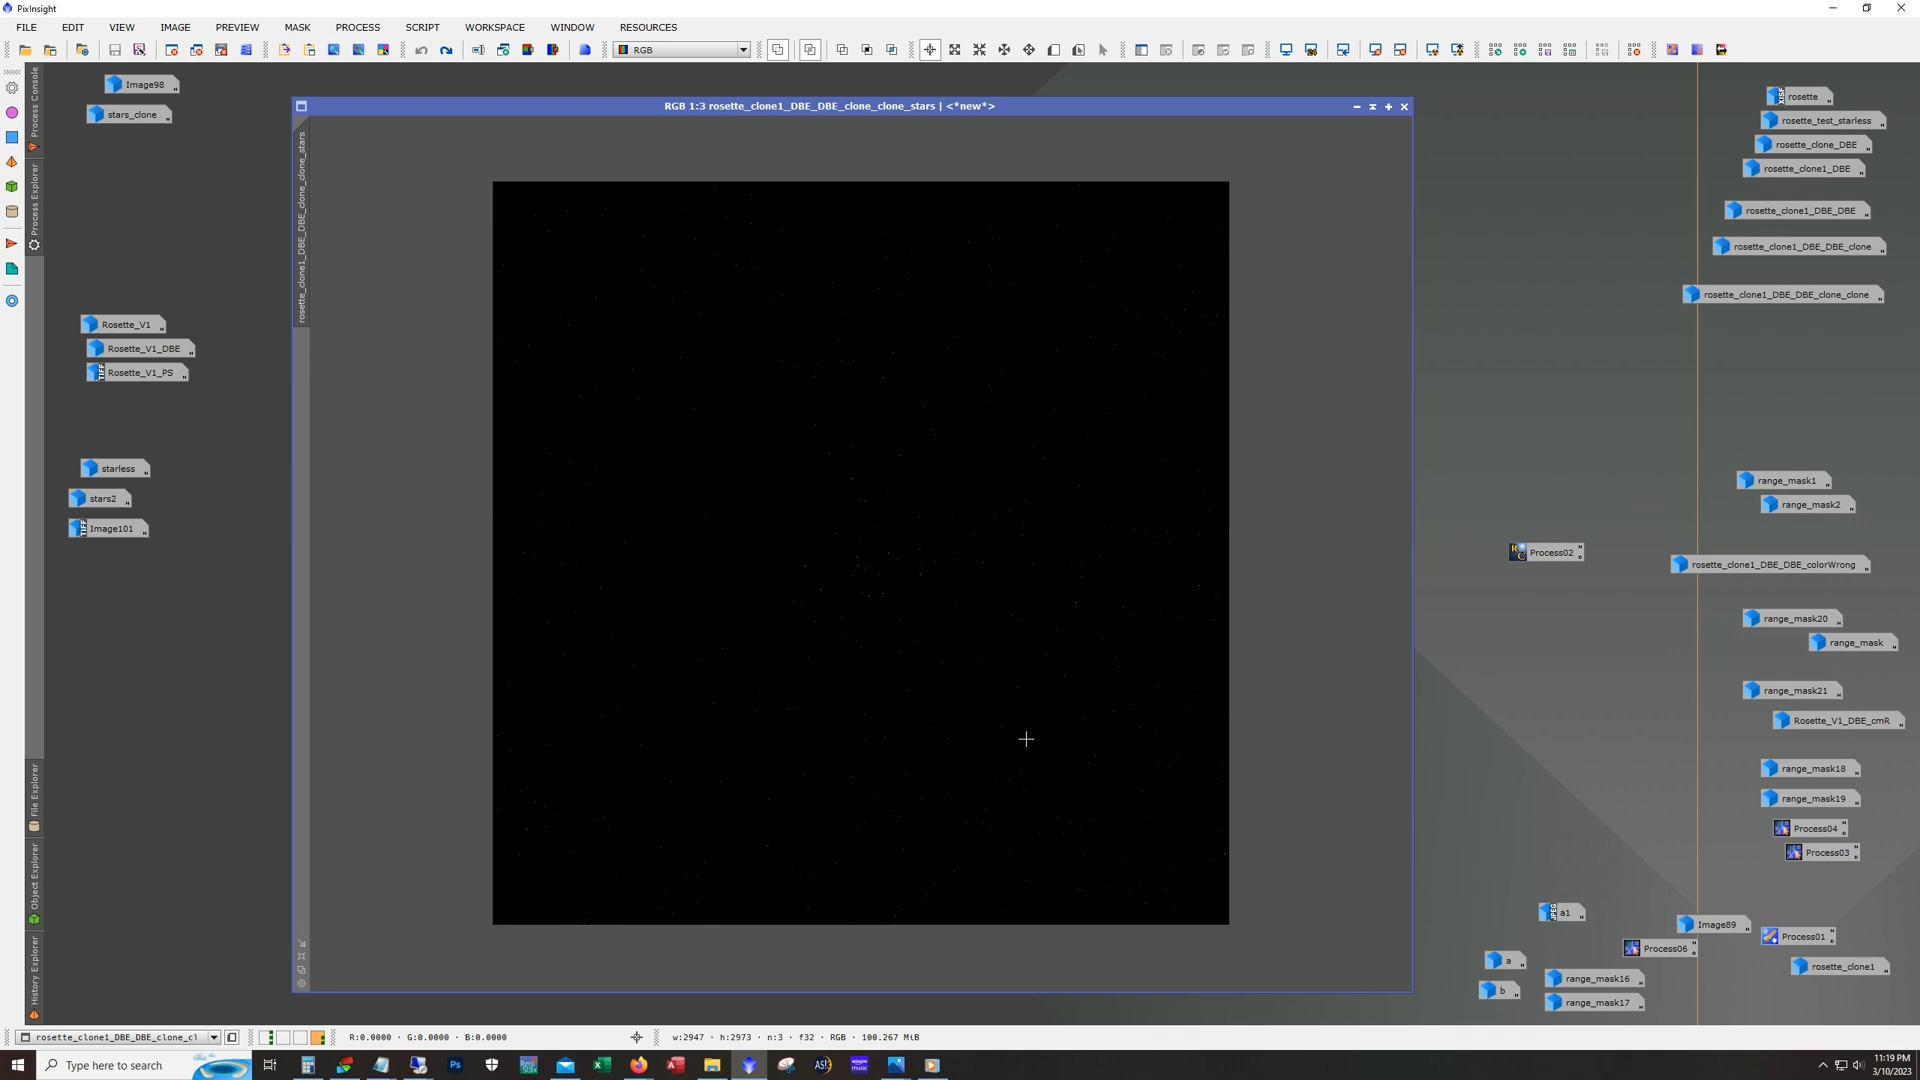 PixInsight
FILE EDIT VIEW IMAGE PREVIEW MASK PROCESS SCRIPT WORKSPACE WINDOW RESOURCES
RGB
Process Console
Process Explorer
File Explorer
Object Explorer
History Explorer
Image98
stars_clone
Rosette_V1
Rosette_V1_DBE
TIFF Rosette_V1_PS
starless
stars2
TIFF Image101
RGB 1:3 rosette_clone1_DBE_DBE_clone_clone_stars | <*new*>
rosette_clone1_DBE_DBE_clone_clone_stars
XISF rosette
rosette_test_starless
rosette_clone_DBE
rosette_clone1_DBE
rosette_clone1_DBE_DBE
rosette_clone1_DBE_DBE_clone
rosette_clone1_DBE_DBE_clone_clone
range_mask1
range_mask2
Process02
rosette_clone1_DBE_DBE_colorWrong
range_mask20
range_mask
range_mask21
Rosette_V1_DBE_cmR
range_mask18
range_mask19
Process04
Process03
JPEG a1
Image89
Process01
Process06
a
rosette_clone1
range_mask16
b
range_mask17
rosette_clone1_DBE_DBE_clone_cl
R:0.0000 · G:0.0000 · B:0.0000
w:2947 · h:2973 · n:3 · f32 · RGB · 100.267 MiB
Type here to search
11:19 PM
3/10/2023